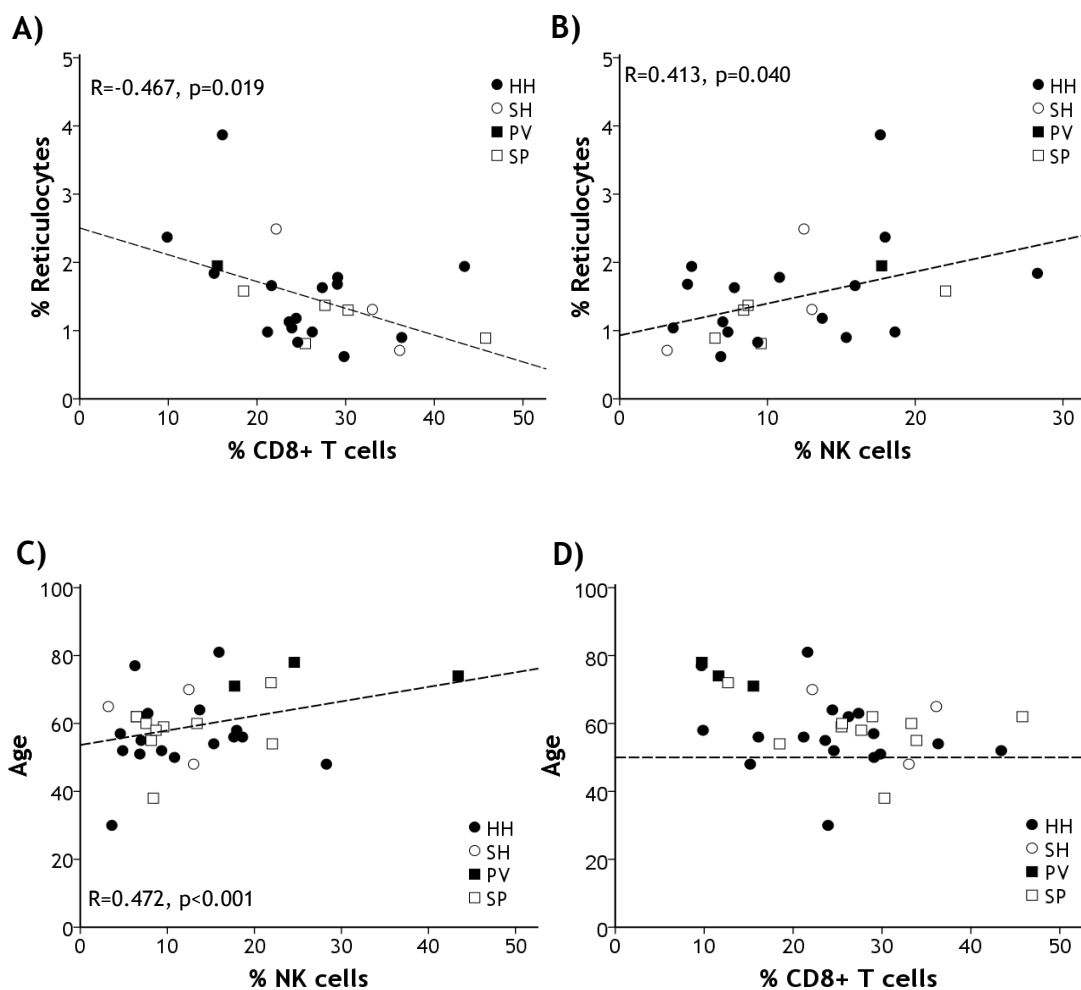 A)
R=-0.467, p=0.019
HH
SH
PV
SP
5
4
3
2
1
0
% Reticulocytes
0 10 20 30 40 50
% CD8+ T cells
B)
R=0.413, p=0.040
HH
SH
PV
SP
5
4
3
2
1
0
% Reticulocytes
0 10 20 30
% NK cells
C)
100
80
60
40
20
0
Age
HH
SH
PV
SP
R=0.472, p<0.001
0 10 20 30 40 50
% NK cells
D)
100
80
60
40
20
0
Age
HH
SH
PV
SP
0 10 20 30 40 50
% CD8+ T cells